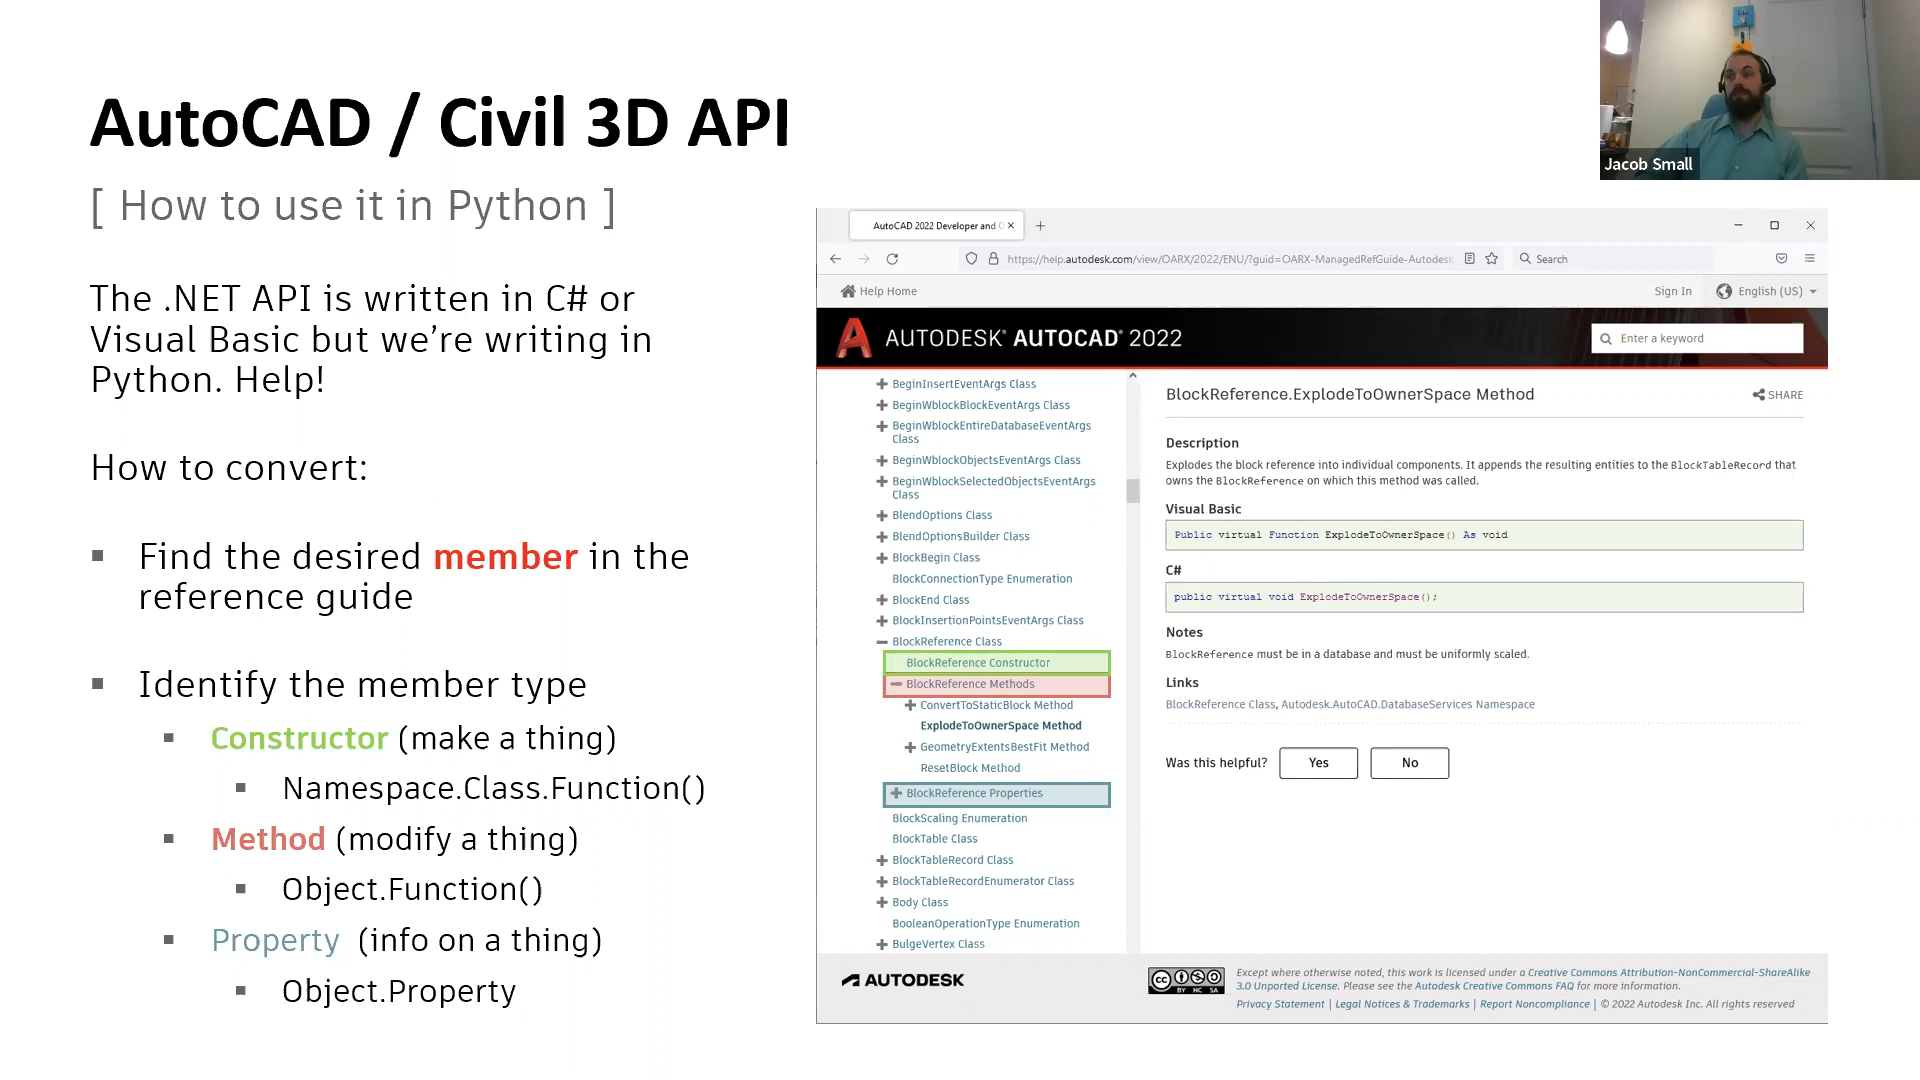 AutoCAD / Civil 3D API
[ How to use it in Python ]
The .NET API is written in C# or
Visual Basic but we're writing in
Python. Help!
How to convert:
▪ Find the desired member in the
reference guide
▪ Identify the member type
▪ Constructor (make a thing)
▪ Namespace.Class.Function()
▪ Method (modify a thing)
▪ Object.Function()
▪ Property (info on a thing)
▪ Object.Property
Jacob Small
AutoCAD 2022 Developer and
https://help.autodesk.com/view/OARX/2022/ENU/?guid=OARX-ManagedRefGuide-Autodesk
Search
Help Home
Sign In
English (US)
AUTODESK® AUTOCAD® 2022
Enter a keyword
BeginInsertEventArgs Class
BeginWblockBlockEventArgs Class
BeginWblockEntireDatabaseEventArgs
Class
BeginWblockObjectsEventArgs Class
BeginWblockSelectedObjectsEventArgs
Class
BlendOptions Class
BlendOptionsBuilder Class
BlockBegin Class
BlockConnectionType Enumeration
BlockEnd Class
BlockInsertionPointsEventArgs Class
BlockReference Class
BlockReference Constructor
BlockReference Methods
ConvertToStaticBlock Method
ExplodeToOwnerSpace Method
GeometryExtentsBestFit Method
ResetBlock Method
BlockReference Properties
BlockScaling Enumeration
BlockTable Class
BlockTableRecord Class
BlockTableRecordEnumerator Class
Body Class
BooleanOperationType Enumeration
BulgeVertex Class
BlockReference.ExplodeToOwnerSpace Method
SHARE
Description
Explodes the block reference into individual components. It appends the resulting entities to the BlockTableRecord that
owns the BlockReference on which this method was called.
Visual Basic
Public virtual Function ExplodeToOwnerSpace() As void
C#
public virtual void ExplodeToOwnerSpace();
Notes
BlockReference must be in a database and must be uniformly scaled.
Links
BlockReference Class, Autodesk.AutoCAD.DatabaseServices Namespace
Was this helpful? Yes No
AUTODESK
cc BY NC SA
Except where otherwise noted, this work is licensed under a Creative Commons Attribution-NonCommercial-ShareAlike
3.0 Unported License. Please see the Autodesk Creative Commons FAQ for more information.
Privacy Statement | Legal Notices & Trademarks | Report Noncompliance | © 2022 Autodesk Inc. All rights reserved